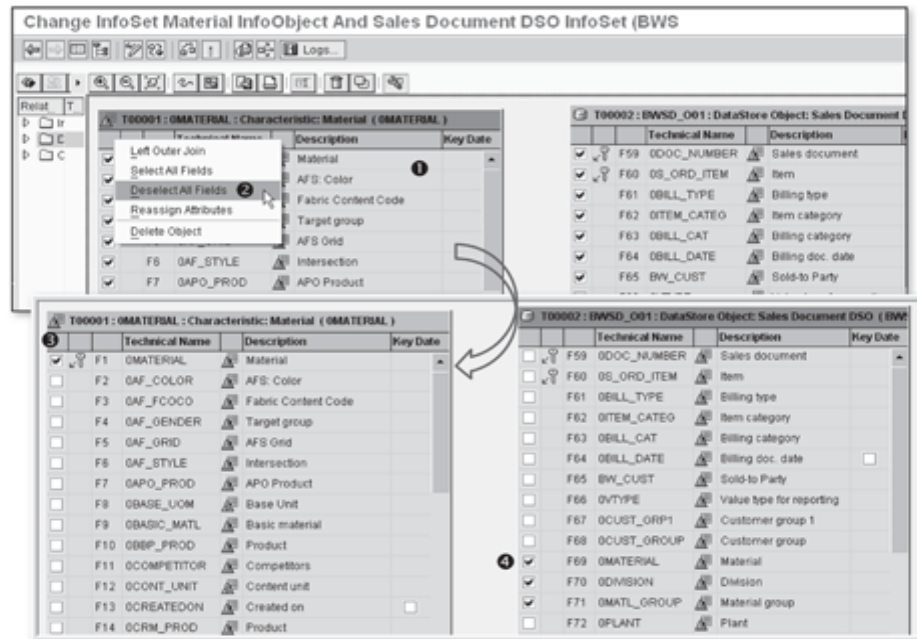 Change InfoSet Material InfoObject And Sales Document DSO InfoSet (BWS
Logs...
Relat T
Ir
E
C
T00001 : 0MATERIAL : Characteristic: Material ( 0MATERIAL )
Technical Name Description Key Date
Left Outer Join
Select All Fields
Deselect All Fields ❷
Reassign Attributes
Delete Object
Material ❶
AFS: Color
Fabric Content Code
Target group
AFS Grid
F6 0AF_STYLE Intersection
F7 0APO_PROD APO Product
T00002 : BWSD_O01 : DataStore Object: Sales Document
Technical Name Description
F59 0DOC_NUMBER Sales document
F60 0S_ORD_ITEM Item
F61 0BILL_TYPE Billing type
F62 0ITEM_CATEG Item category
F63 0BILL_CAT Billing category
F64 0BILL_DATE Billing doc. date
F65 BW_CUST Sold-to Party
T00001 : 0MATERIAL : Characteristic: Material ( 0MATERIAL )
❸ Technical Name Description Key Date
F1 0MATERIAL Material
F2 0AF_COLOR AFS: Color
F3 0AF_FCOCO Fabric Content Code
F4 0AF_GENDER Target group
F5 0AF_GRID AFS Grid
F6 0AF_STYLE Intersection
F7 0APO_PROD APO Product
F8 0BASE_UOM Base Unit
F9 0BASIC_MATL Basic material
F10 0BBP_PROD Product
F11 0COMPETITOR Competitors
F12 0CONT_UNIT Content unit
F13 0CREATEDON Created on
F14 0CRM_PROD Product
T00002 : BWSD_O01 : DataStore Object: Sales Document DSO ( BWS
Technical Name Description Key Date
F59 0DOC_NUMBER Sales document
F60 0S_ORD_ITEM Item
F61 0BILL_TYPE Billing type
F62 0ITEM_CATEG Item category
F63 0BILL_CAT Billing category
F64 0BILL_DATE Billing doc. date
F65 BW_CUST Sold-to Party
F66 0VTYPE Value type for reporting
F67 0CUST_GRP1 Customer group 1
F68 0CUST_GROUP Customer group
❹ F69 0MATERIAL Material
F70 0DIVISION Division
F71 0MATL_GROUP Material group
F72 0PLANT Plant